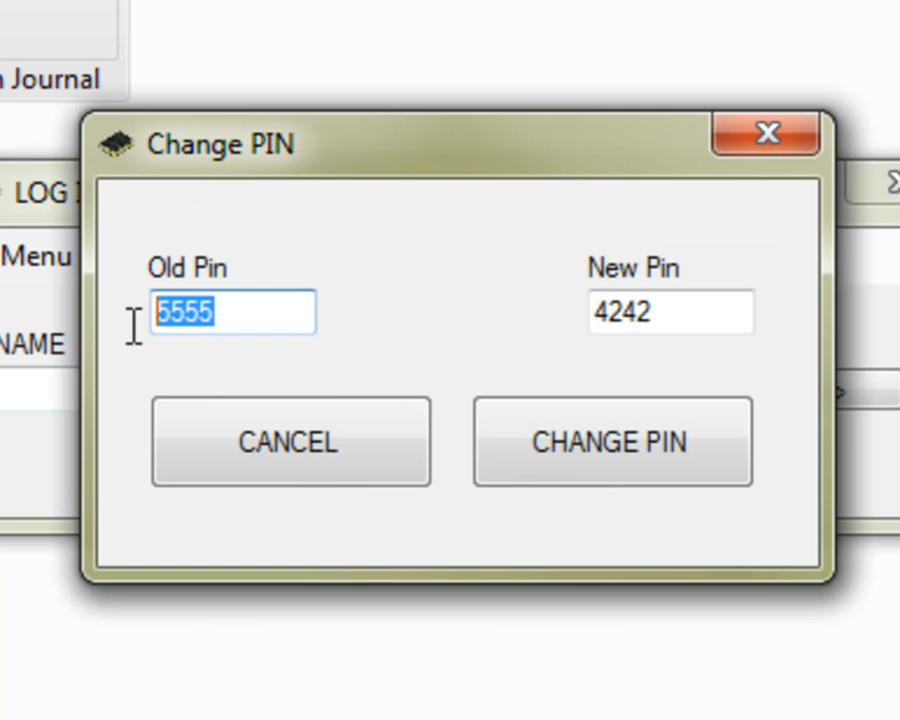 n Journal
Change PIN
LOG I
Menu
Old Pin
New Pin
5555
4242
NAME
CANCEL
CHANGE PIN